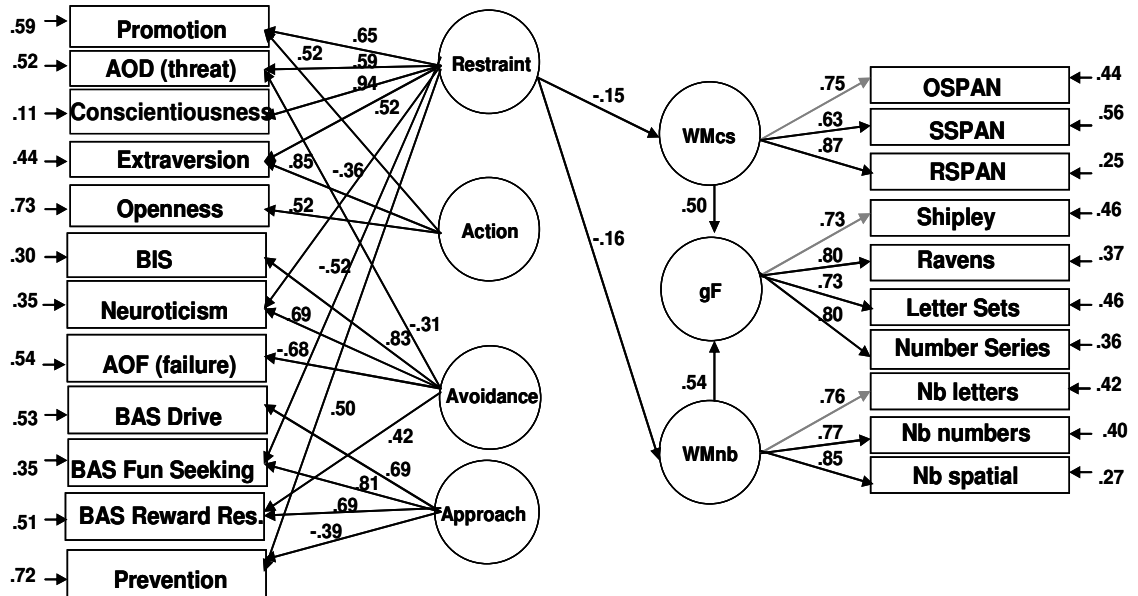 .59 Promotion
.52 AOD (threat)
.11 Conscientiousness
.44 Extraversion
.73 Openness
.30 BIS
.35 Neuroticism
.54 AOF (failure)
.53 BAS Drive
.35 BAS Fun Seeking
.51 BAS Reward Res.
.72 Prevention
.65
.52
.59
.94
.52
.85
-.36
.52
-.52
.69
.83
-.31
-.68
.50
.42
.69
.81
.69
-.39
Restraint
Action
Avoidance
Approach
-.15
-.16
WMcs
.50
gF
.54
WMnb
.75
.63
.87
.73
.80
.73
.80
.76
.77
.85
OSPAN .44
SSPAN .56
RSPAN .25
Shipley .46
Ravens .37
Letter Sets .46
Number Series .36
Nb letters .42
Nb numbers .40
Nb spatial .27